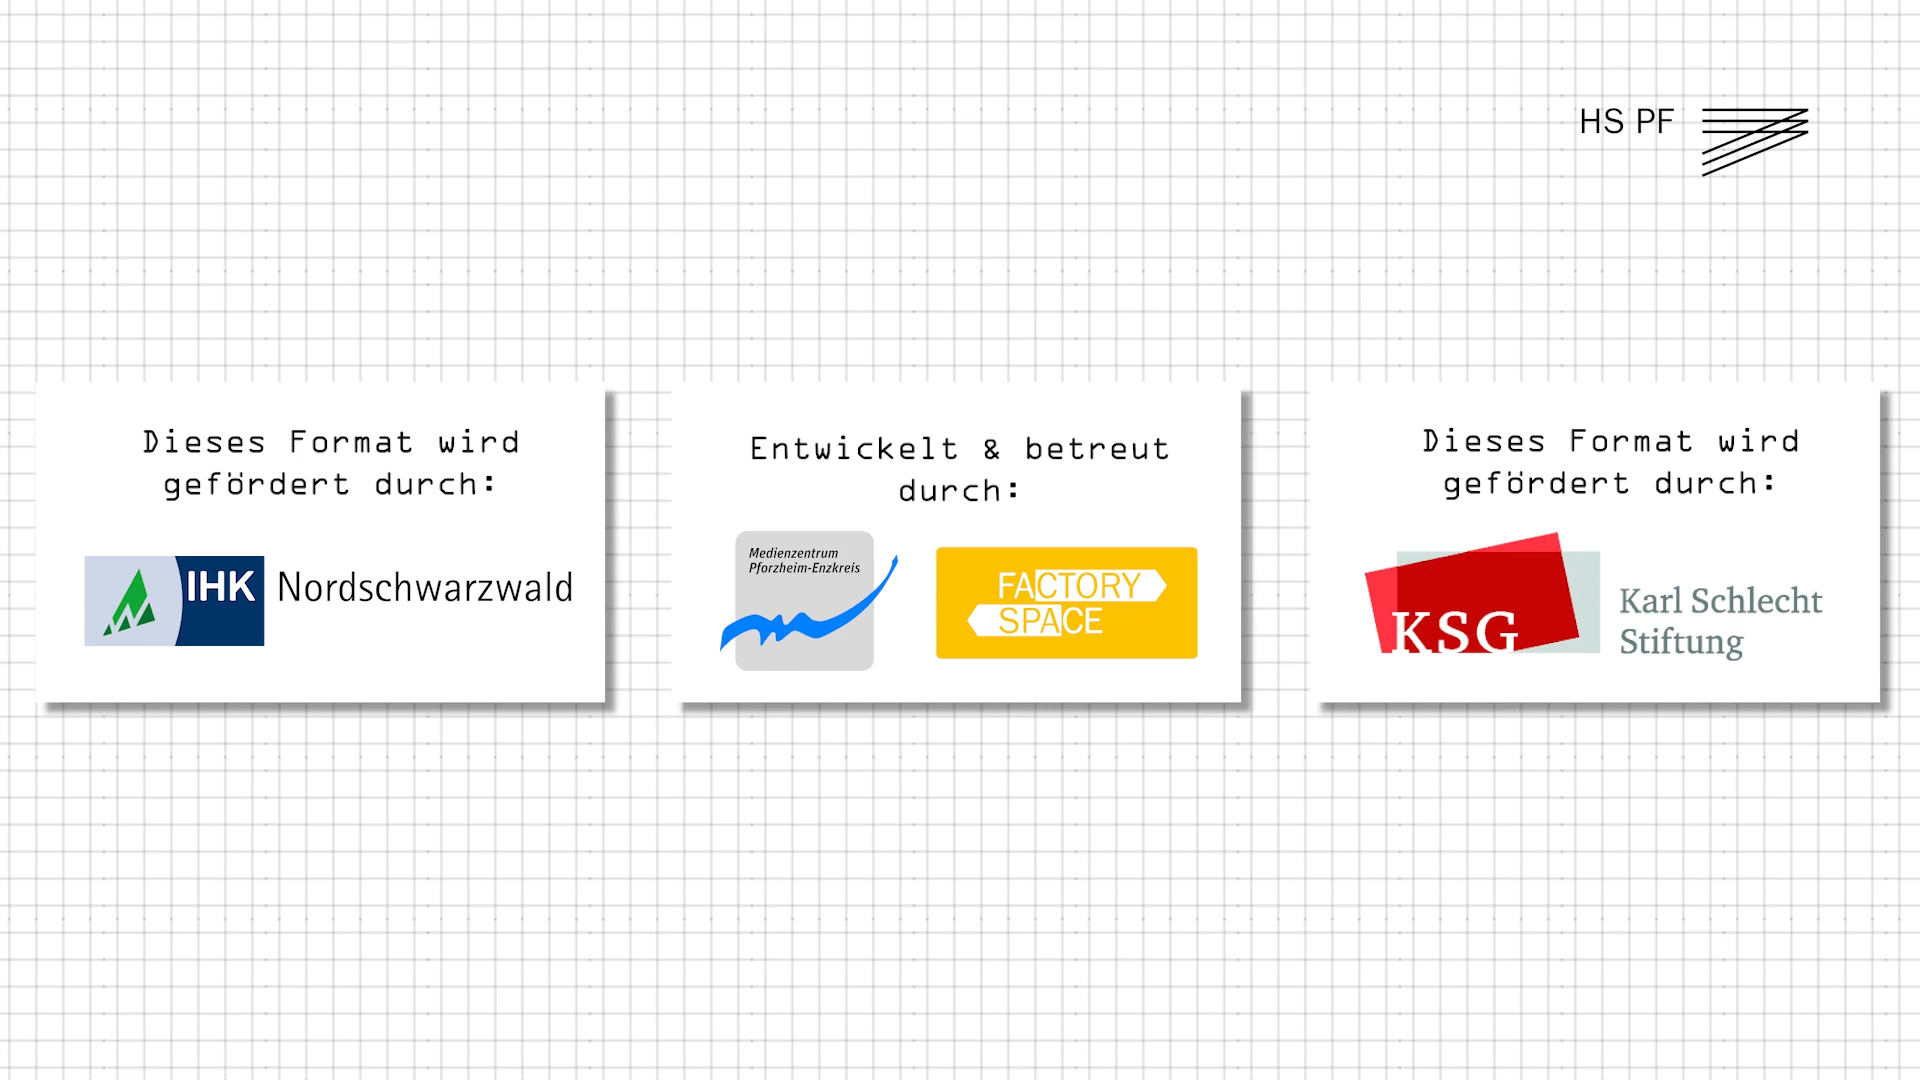 HS PF
Dieses Format wird
gefördert durch:
IHK Nordschwarzwald
Entwickelt & betreut
durch:
Medienzentrum
Pforzheim-Enzkreis
FACTORY
SPACE
Dieses Format wird
gefördert durch:
KSG
Karl Schlecht
Stiftung